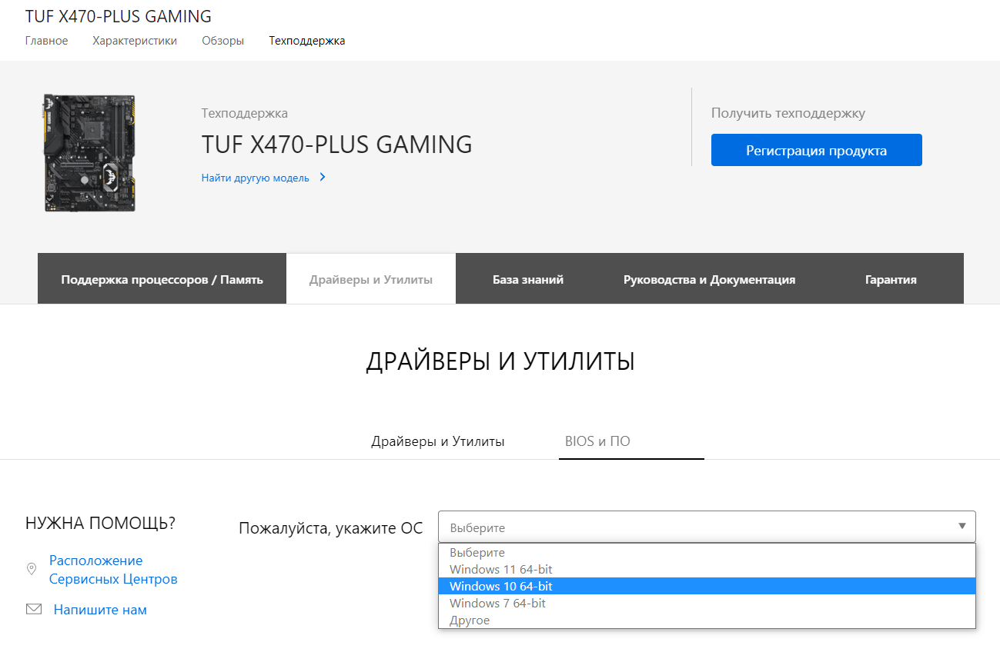 TUF X470-PLUS GAMING
Главное Характеристики Обзоры Техподдержка
Техподдержка
TUF X470-PLUS GAMING
Найти другую модель
Получить техподдержку
Регистрация продукта
Поддержка процессоров / Память Драйверы и Утилиты База знаний Руководства и Документация Гарантия
ДРАЙВЕРЫ И УТИЛИТЫ
Драйверы и Утилиты BIOS и ПО
НУЖНА ПОМОЩЬ?
Расположение
Сервисных Центров
Напишите нам
Пожалуйста, укажите ОС
Выберите
Выберите
Windows 11 64-bit
Windows 10 64-bit
Windows 7 64-bit
Другое